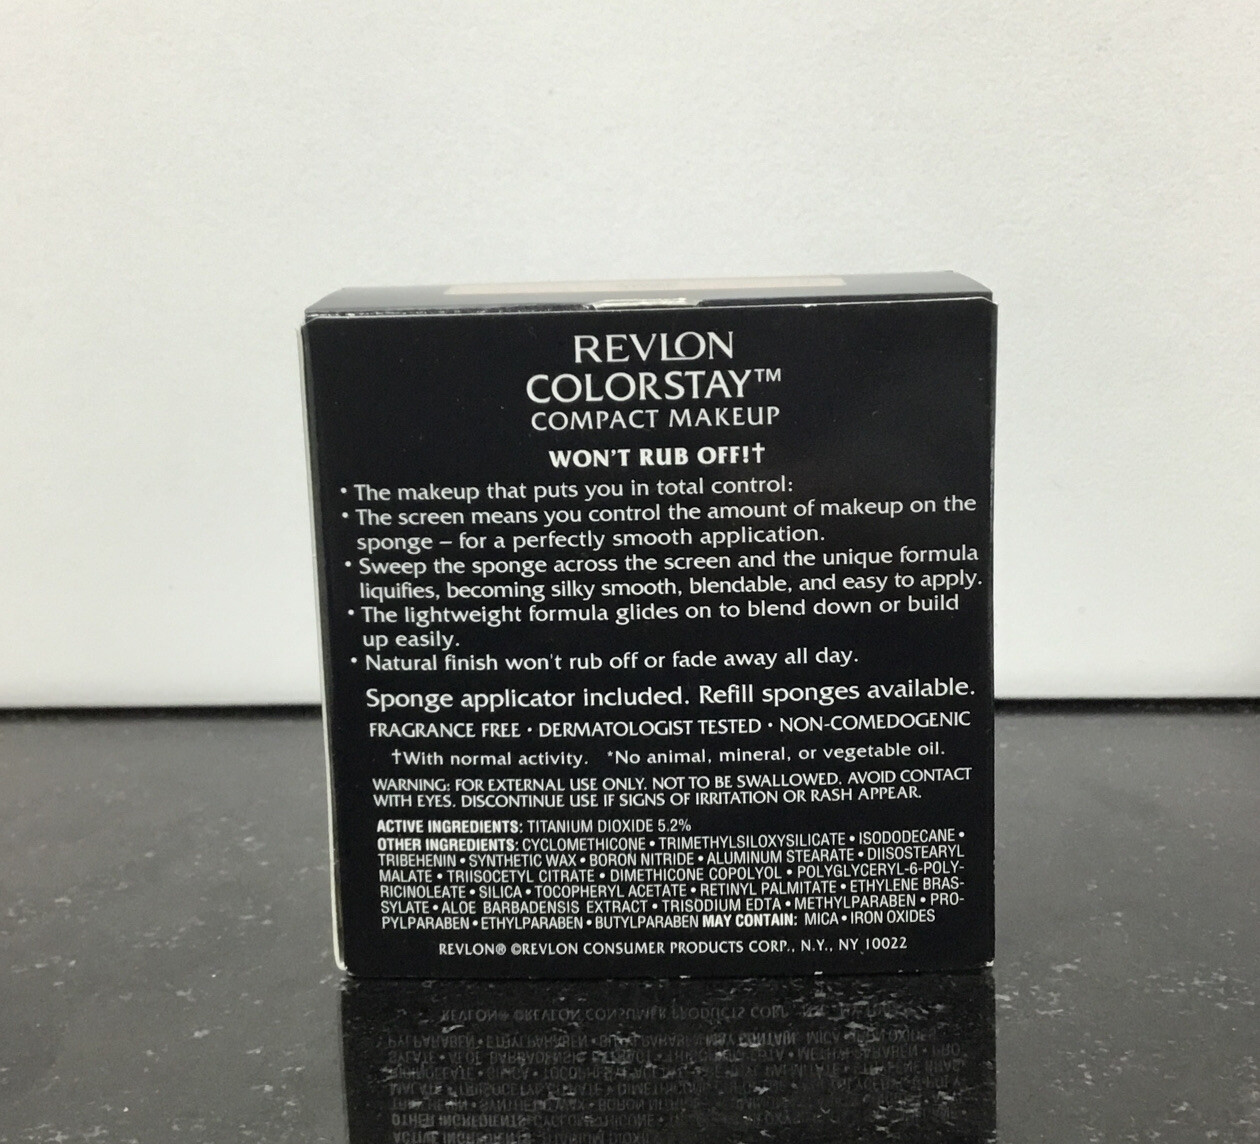 REVLON
COLORSTAY™
COMPACT MAKEUP
WON'T RUB OFF!†
• The makeup that puts you in total control:
• The screen means you control the amount of makeup on the
sponge – for a perfectly smooth application.
• Sweep the sponge across the screen and the unique formula
liquifies, becoming silky smooth, blendable, and easy to apply.
• The lightweight formula glides on to blend down or build
up easily.
• Natural finish won't rub off or fade away all day.
Sponge applicator included. Refill sponges available.
FRAGRANCE FREE • DERMATOLOGIST TESTED • NON-COMEDOGENIC
†With normal activity. *No animal, mineral, or vegetable oil.
WARNING: FOR EXTERNAL USE ONLY. NOT TO BE SWALLOWED. AVOID CONTACT
WITH EYES. DISCONTINUE USE IF SIGNS OF IRRITATION OR RASH APPEAR.
ACTIVE INGREDIENTS: TITANIUM DIOXIDE 5.2%
OTHER INGREDIENTS: CYCLOMETHICONE • TRIMETHYLSILOXYSILICATE • ISODODECANE •
TRIBEHENIN • SYNTHETIC WAX • BORON NITRIDE • ALUMINUM STEARATE • DIISOSTEARYL
MALATE • TRIISOCETYL CITRATE • DIMETHICONE COPOLYOL • POLYGLYCERYL-6-POLY-
RICINOLEATE • SILICA • TOCOPHERYL ACETATE • RETINYL PALMITATE • ETHYLENE BRAS-
SYLATE • ALOE BARBADENSIS EXTRACT • TRISODIUM EDTA • METHYLPARABEN • PRO-
PYLPARABEN • ETHYLPARABEN • BUTYLPARABEN MAY CONTAIN: MICA • IRON OXIDES
REVLON® ©REVLON CONSUMER PRODUCTS CORP., N.Y., NY 10022